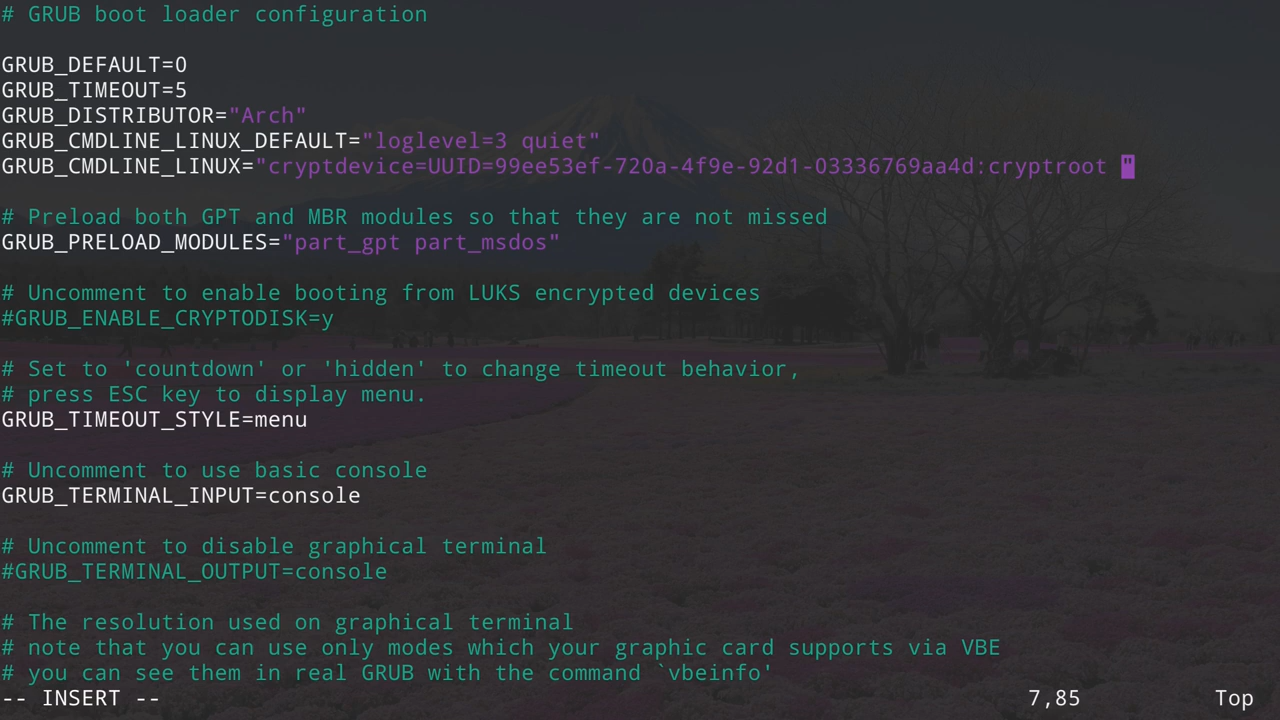 # GRUB boot loader configuration
GRUB_DEFAULT=0
GRUB_TIMEOUT=5
GRUB_DISTRIBUTOR="Arch"
GRUB_CMDLINE_LINUX_DEFAULT="loglevel=3 quiet"
GRUB_CMDLINE_LINUX="cryptdevice=UUID=99ee53ef-720a-4f9e-92d1-03336769aa4d:cryptroot "
# Preload both GPT and MBR modules so that they are not missed
GRUB_PRELOAD_MODULES="part_gpt part_msdos"
# Uncomment to enable booting from LUKS encrypted devices
#GRUB_ENABLE_CRYPTODISK=y
# Set to 'countdown' or 'hidden' to change timeout behavior,
# press ESC key to display menu.
GRUB_TIMEOUT_STYLE=menu
# Uncomment to use basic console
GRUB_TERMINAL_INPUT=console
# Uncomment to disable graphical terminal
#GRUB_TERMINAL_OUTPUT=console
# The resolution used on graphical terminal
# note that you can use only modes which your graphic card supports via VBE
# you can see them in real GRUB with the command `vbeinfo'
-- INSERT -- 7,85 Top